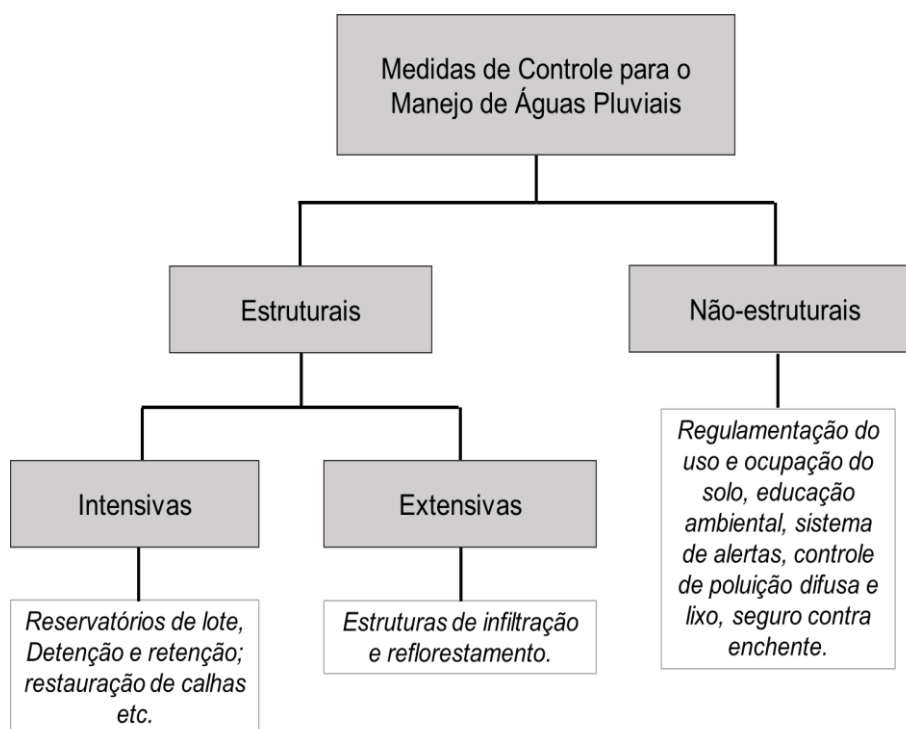 Medidas de Controle para o
Manejo de Águas Pluviais
Estruturais
Não-estruturais
Intensivas
Extensivas
Regulamentação do
uso e ocupação do
solo, educação
ambiental, sistema
de alertas, controle
de poluição difusa e
lixo, seguro contra
enchente.
Reservatórios de lote,
Detenção e retenção;
restauração de calhas
etc.
Estruturas de infiltração
e reflorestamento.